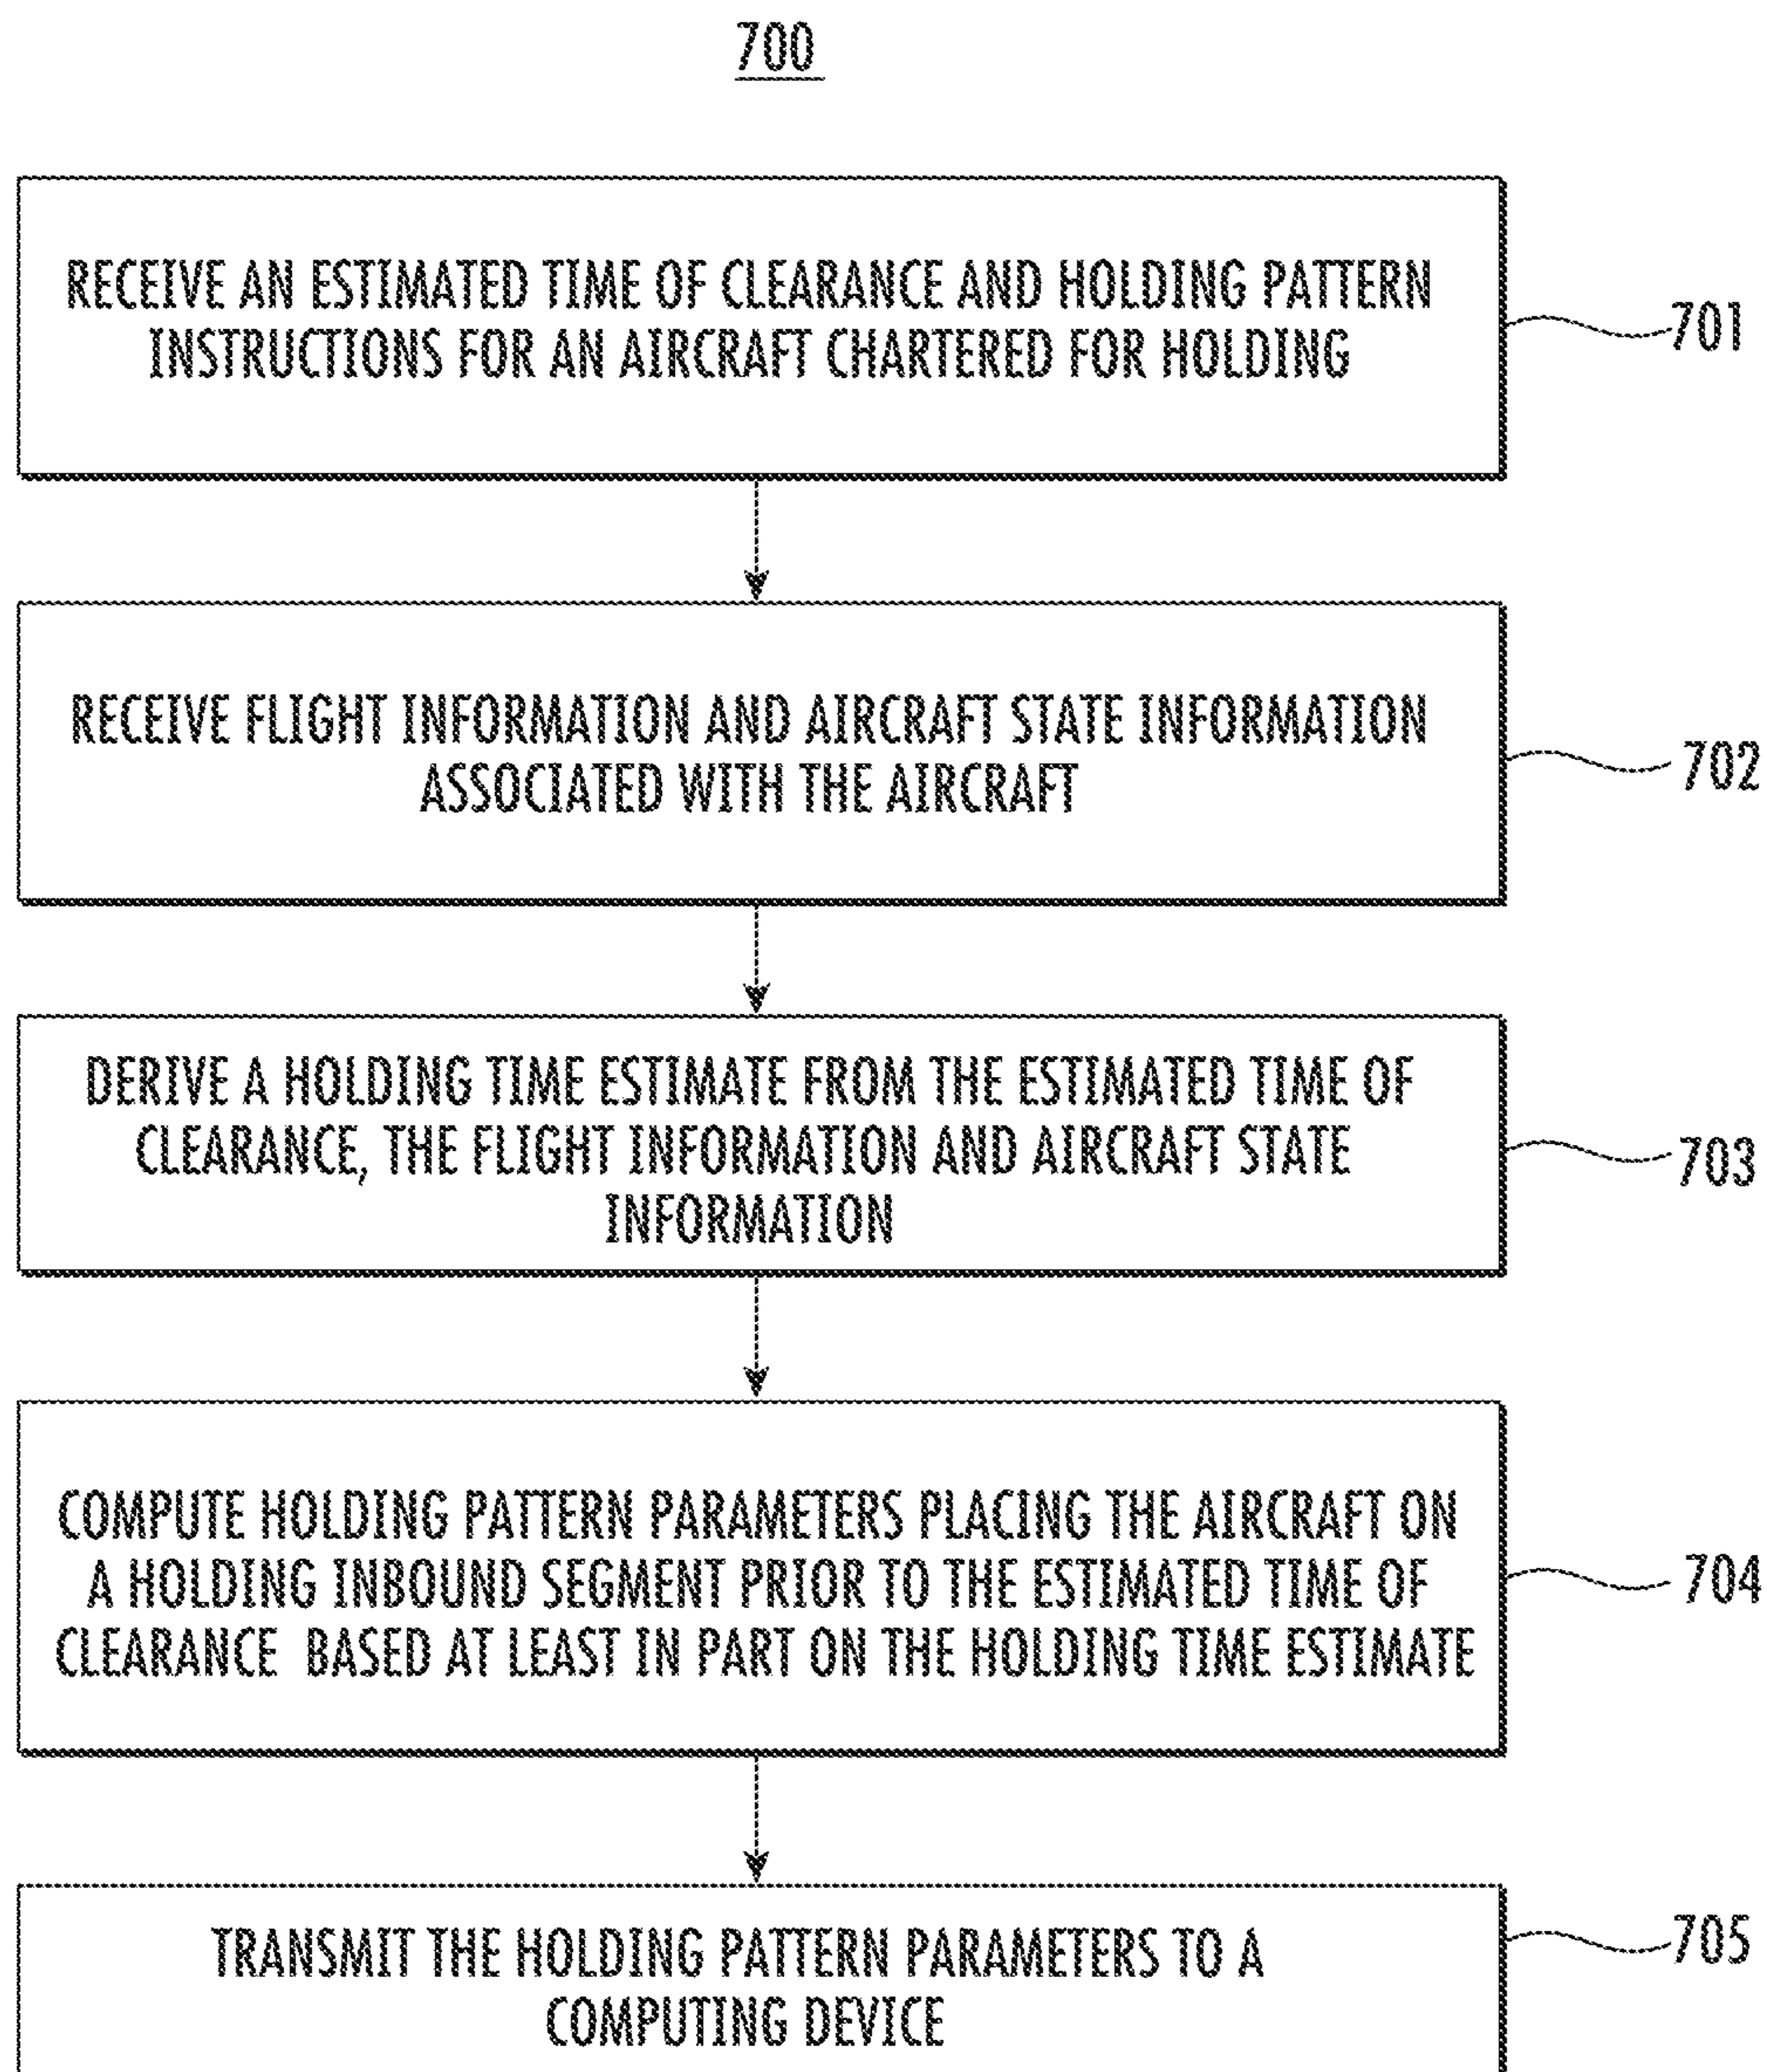 700
RECEIVE AN ESTIMATED TIME OF CLEARANCE AND HOLDING PATTERN
INSTRUCTIONS FOR AN AIRCRAFT CHARTERED FOR HOLDING
701
RECEIVE FLIGHT INFORMATION AND AIRCRAFT STATE INFORMATION
ASSOCIATED WITH THE AIRCRAFT
702
DERIVE A HOLDING TIME ESTIMATE FROM THE ESTIMATED TIME OF
CLEARANCE, THE FLIGHT INFORMATION AND AIRCRAFT STATE
INFORMATION
703
COMPUTE HOLDING PATTERN PARAMETERS PLACING THE AIRCRAFT ON
A HOLDING INBOUND SEGMENT PRIOR TO THE ESTIMATED TIME OF
CLEARANCE BASED AT LEAST IN PART ON THE HOLDING TIME ESTIMATE
704
TRANSMIT THE HOLDING PATTERN PARAMETERS TO A
COMPUTING DEVICE
705